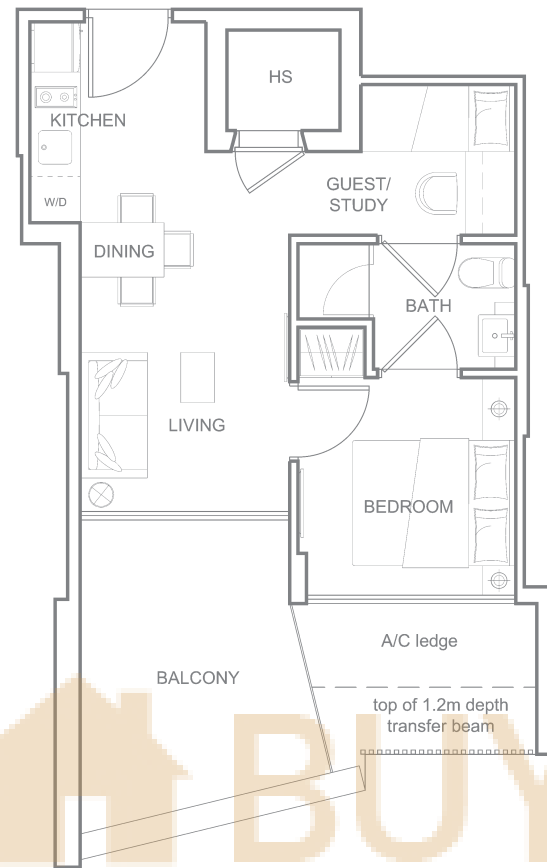 HS
KITCHEN
GUEST/
STUDY
W/D
DINING
BATH
LIVING
BEDROOM
A/C ledge
BALCONY
top of 1.2m depth
transfer beam
BUY